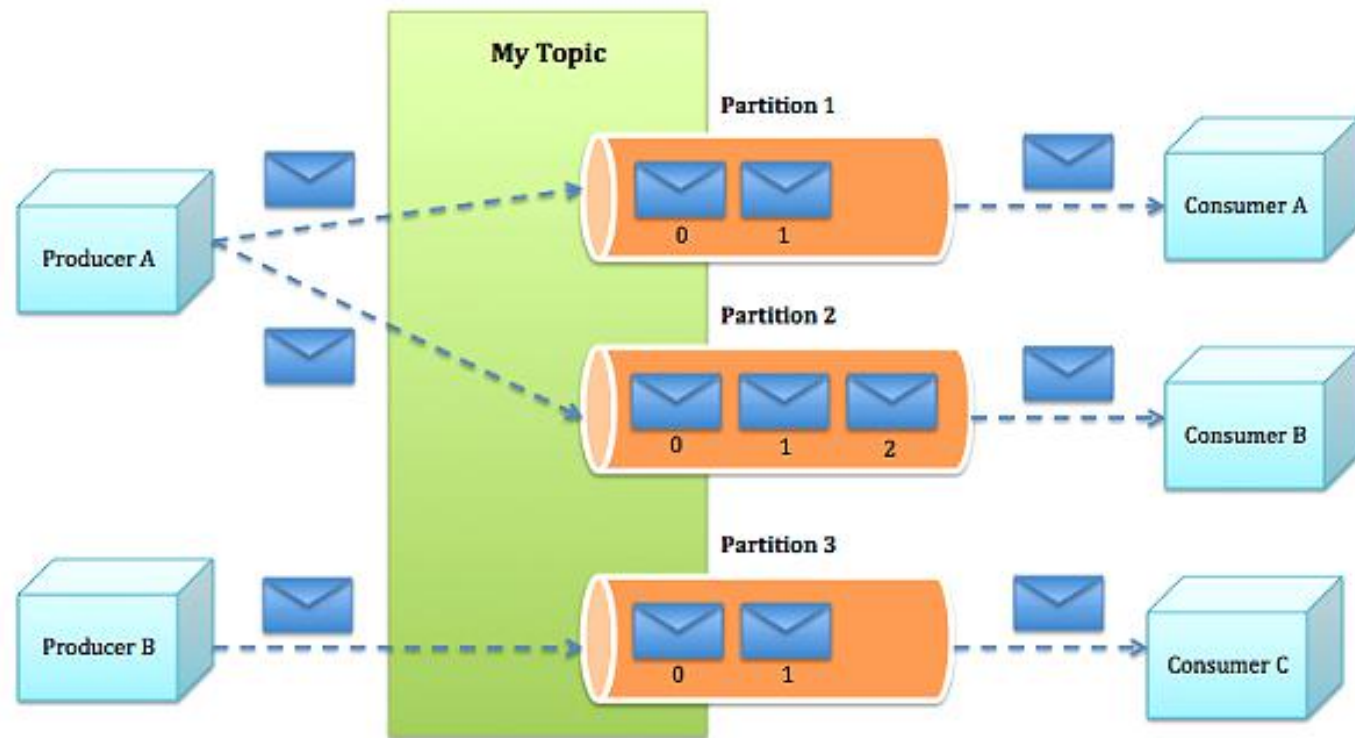 My Topic
Partition 1
Producer A
0 1
Consumer A
Partition 2
0 1 2
Consumer B
Partition 3
Producer B
0 1
Consumer C